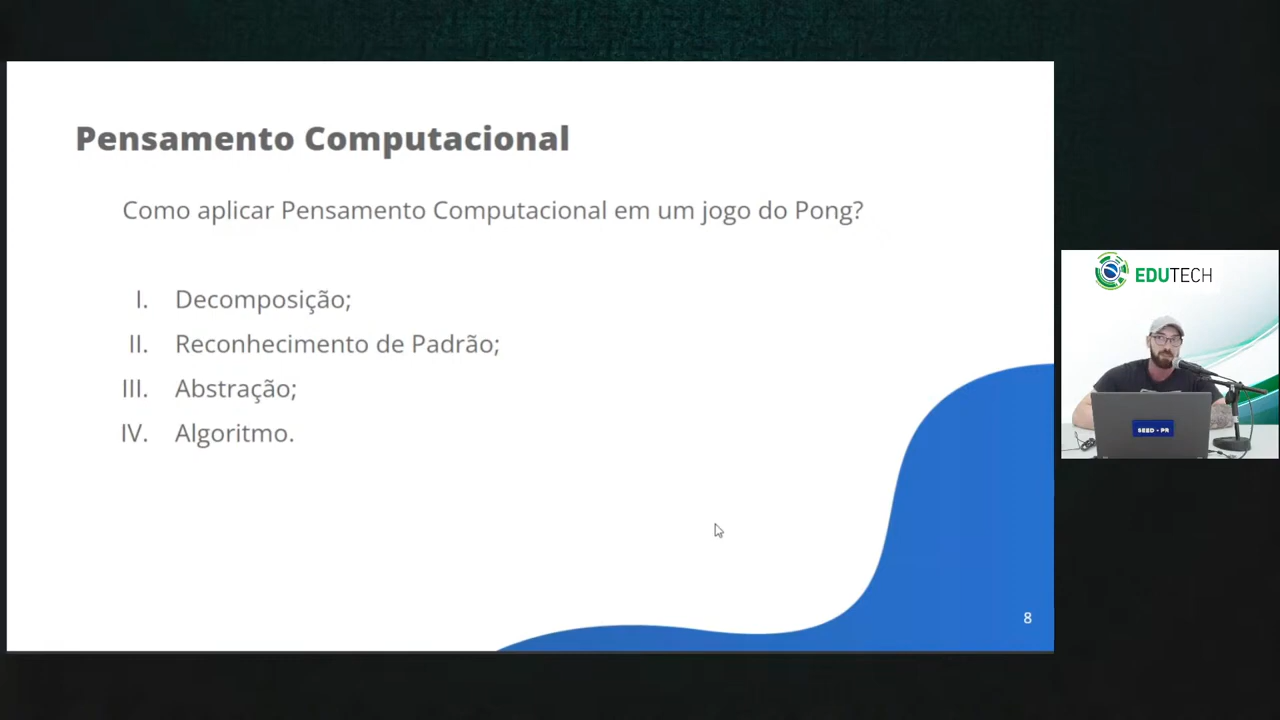 Pensamento Computacional
Como aplicar Pensamento Computacional em um jogo do Pong?
I. Decomposição;
II. Reconhecimento de Padrão;
III. Abstração;
IV. Algoritmo.
8
EDUTECH
SEED - PR